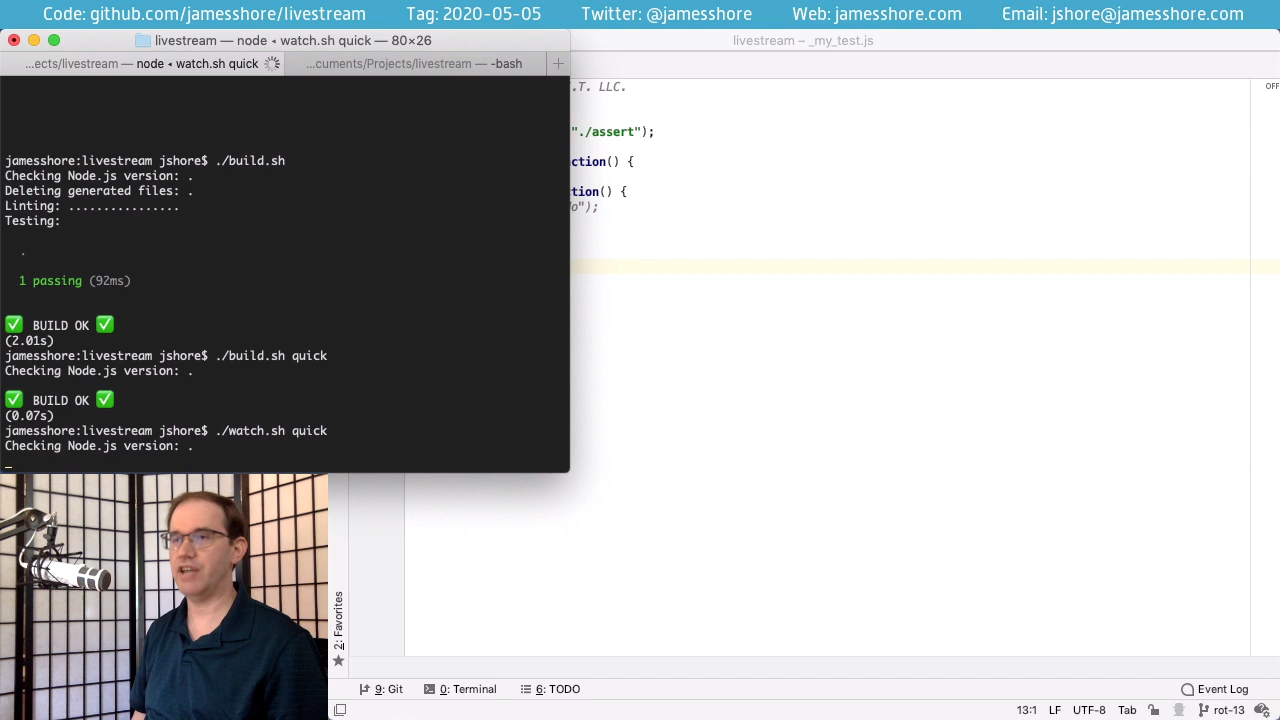 Code: github.com/jamesshore/livestream Tag: 2020-05-05 Twitter: @jamesshore Web: jamesshore.com Email: jshore@jamesshore.com
livestream — node ◂ watch.sh quick — 80×26
livestream – _my_test.js
...ects/livestream — node ◂ watch.sh quick
...cuments/Projects/livestream — -bash
.T. LLC.
OFF
"./assert");
ction() {
tion() {
lo");
jamesshore:livestream jshore$ ./build.sh
Checking Node.js version: .
Deleting generated files: .
Linting: ................
Testing:
.
1 passing (92ms)
✅ BUILD OK ✅
(2.01s)
jamesshore:livestream jshore$ ./build.sh quick
Checking Node.js version: .
✅ BUILD OK ✅
(0.07s)
jamesshore:livestream jshore$ ./watch.sh quick
Checking Node.js version: .
2: Favorites
9: Git 0: Terminal 6: TODO Event Log
13:1 LF UTF-8 Tab rot-13